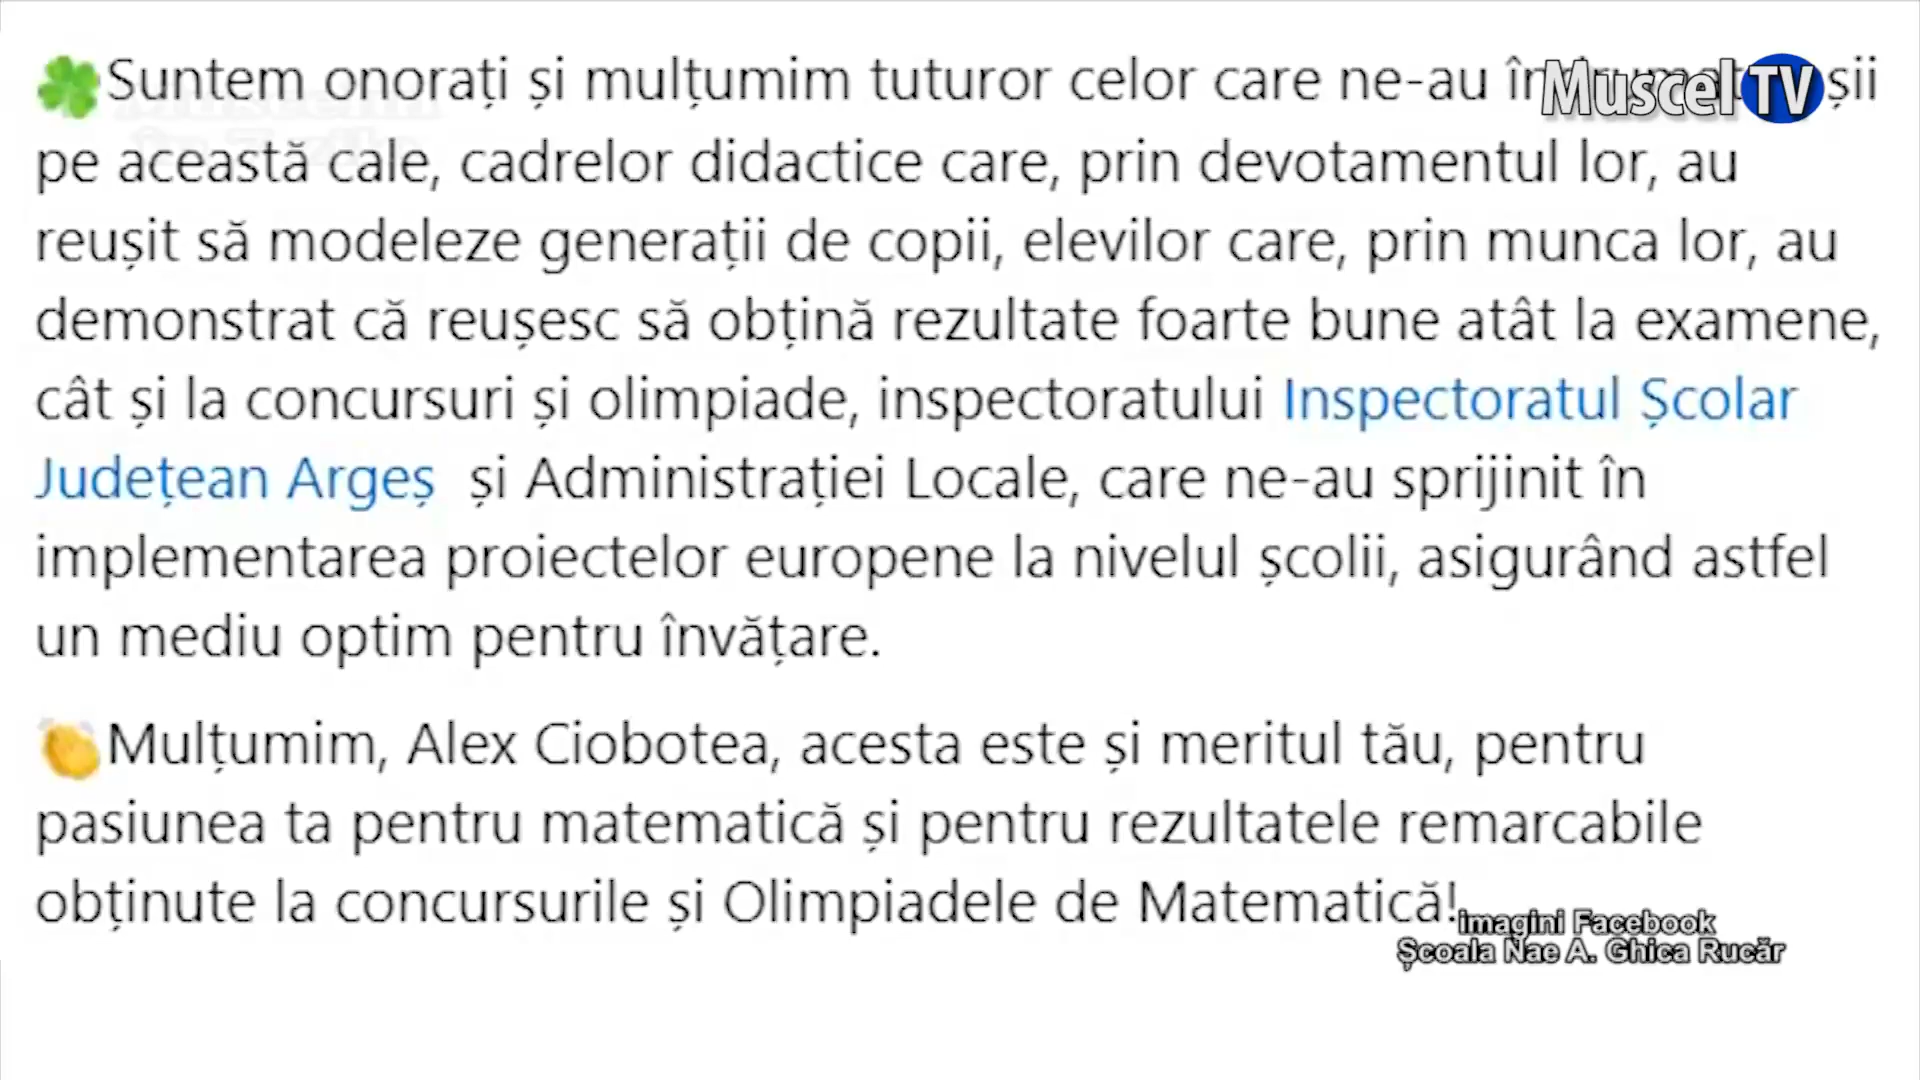 Suntem onorați și mulțumim tuturor celor care ne-au șii
Muscel TV
pe această cale, cadrelor didactice care, prin devotamentul lor, au
reușit să modeleze generații de copii, elevilor care, prin munca lor, au
demonstrat că reușesc să obțină rezultate foarte bune atât la examene,
cât și la concursuri și olimpiade, inspectoratului Inspectoratul Școlar
Județean Argeș și Administrației Locale, care ne-au sprijinit în
implementarea proiectelor europene la nivelul școlii, asigurând astfel
un mediu optim pentru învățare.
Mulțumim, Alex Ciobotea, acesta este și meritul tău, pentru
pasiunea ta pentru matematică și pentru rezultatele remarcabile
obținute la concursurile și Olimpiadele de Matematică!
imagini Facebook
Școala Nae A. Ghica Rucăr